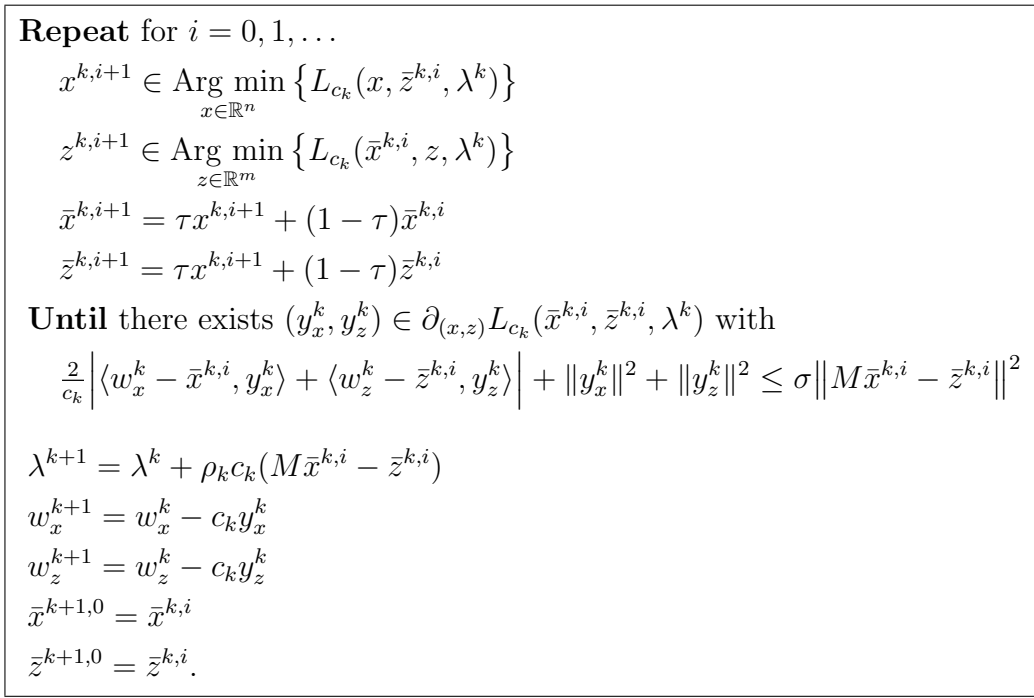 Repeat for i = 0, 1, . . .
x^{k,i+1} ∈ Arg min_{x∈ℝ^n} {L_{c_k}(x, z̄^{k,i}, λ^k)}
z^{k,i+1} ∈ Arg min_{z∈ℝ^m} {L_{c_k}(x̄^{k,i}, z, λ^k)}
x̄^{k,i+1} = τx^{k,i+1} + (1 − τ)x̄^{k,i}
z̄^{k,i+1} = τx^{k,i+1} + (1 − τ)z̄^{k,i}
Until there exists (y_x^k, y_z^k) ∈ ∂_{(x,z)}L_{c_k}(x̄^{k,i}, z̄^{k,i}, λ^k) with
\frac{2}{c_k}|⟨w_x^k − x̄^{k,i}, y_x^k⟩ + ⟨w_z^k − z̄^{k,i}, y_z^k⟩| + ‖y_x^k‖^2 + ‖y_z^k‖^2 ≤ σ‖Mx̄^{k,i} − z̄^{k,i}‖^2
λ^{k+1} = λ^k + ρ_k c_k(Mx̄^{k,i} − z̄^{k,i})
w_x^{k+1} = w_x^k − c_k y_x^k
w_z^{k+1} = w_z^k − c_k y_z^k
x̄^{k+1,0} = x̄^{k,i}
z̄^{k+1,0} = z̄^{k,i}.